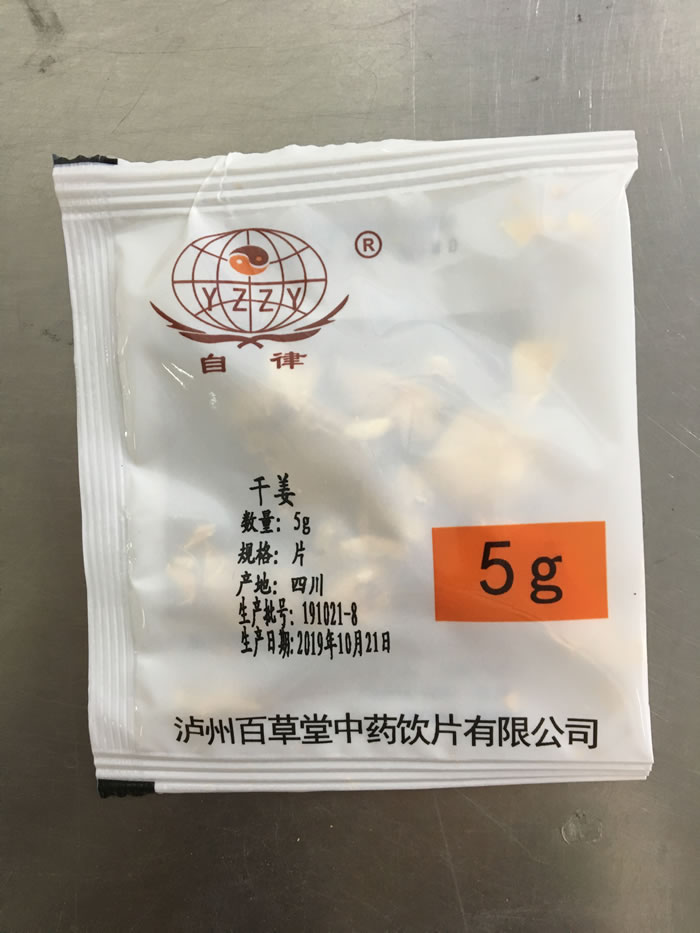 ®
YZZY
自律
干姜
数量：5g
规格：片
产地：四川
生产批号：191021-8
生产日期：2019年10月21日
5g
泸州百草堂中药饮片有限公司